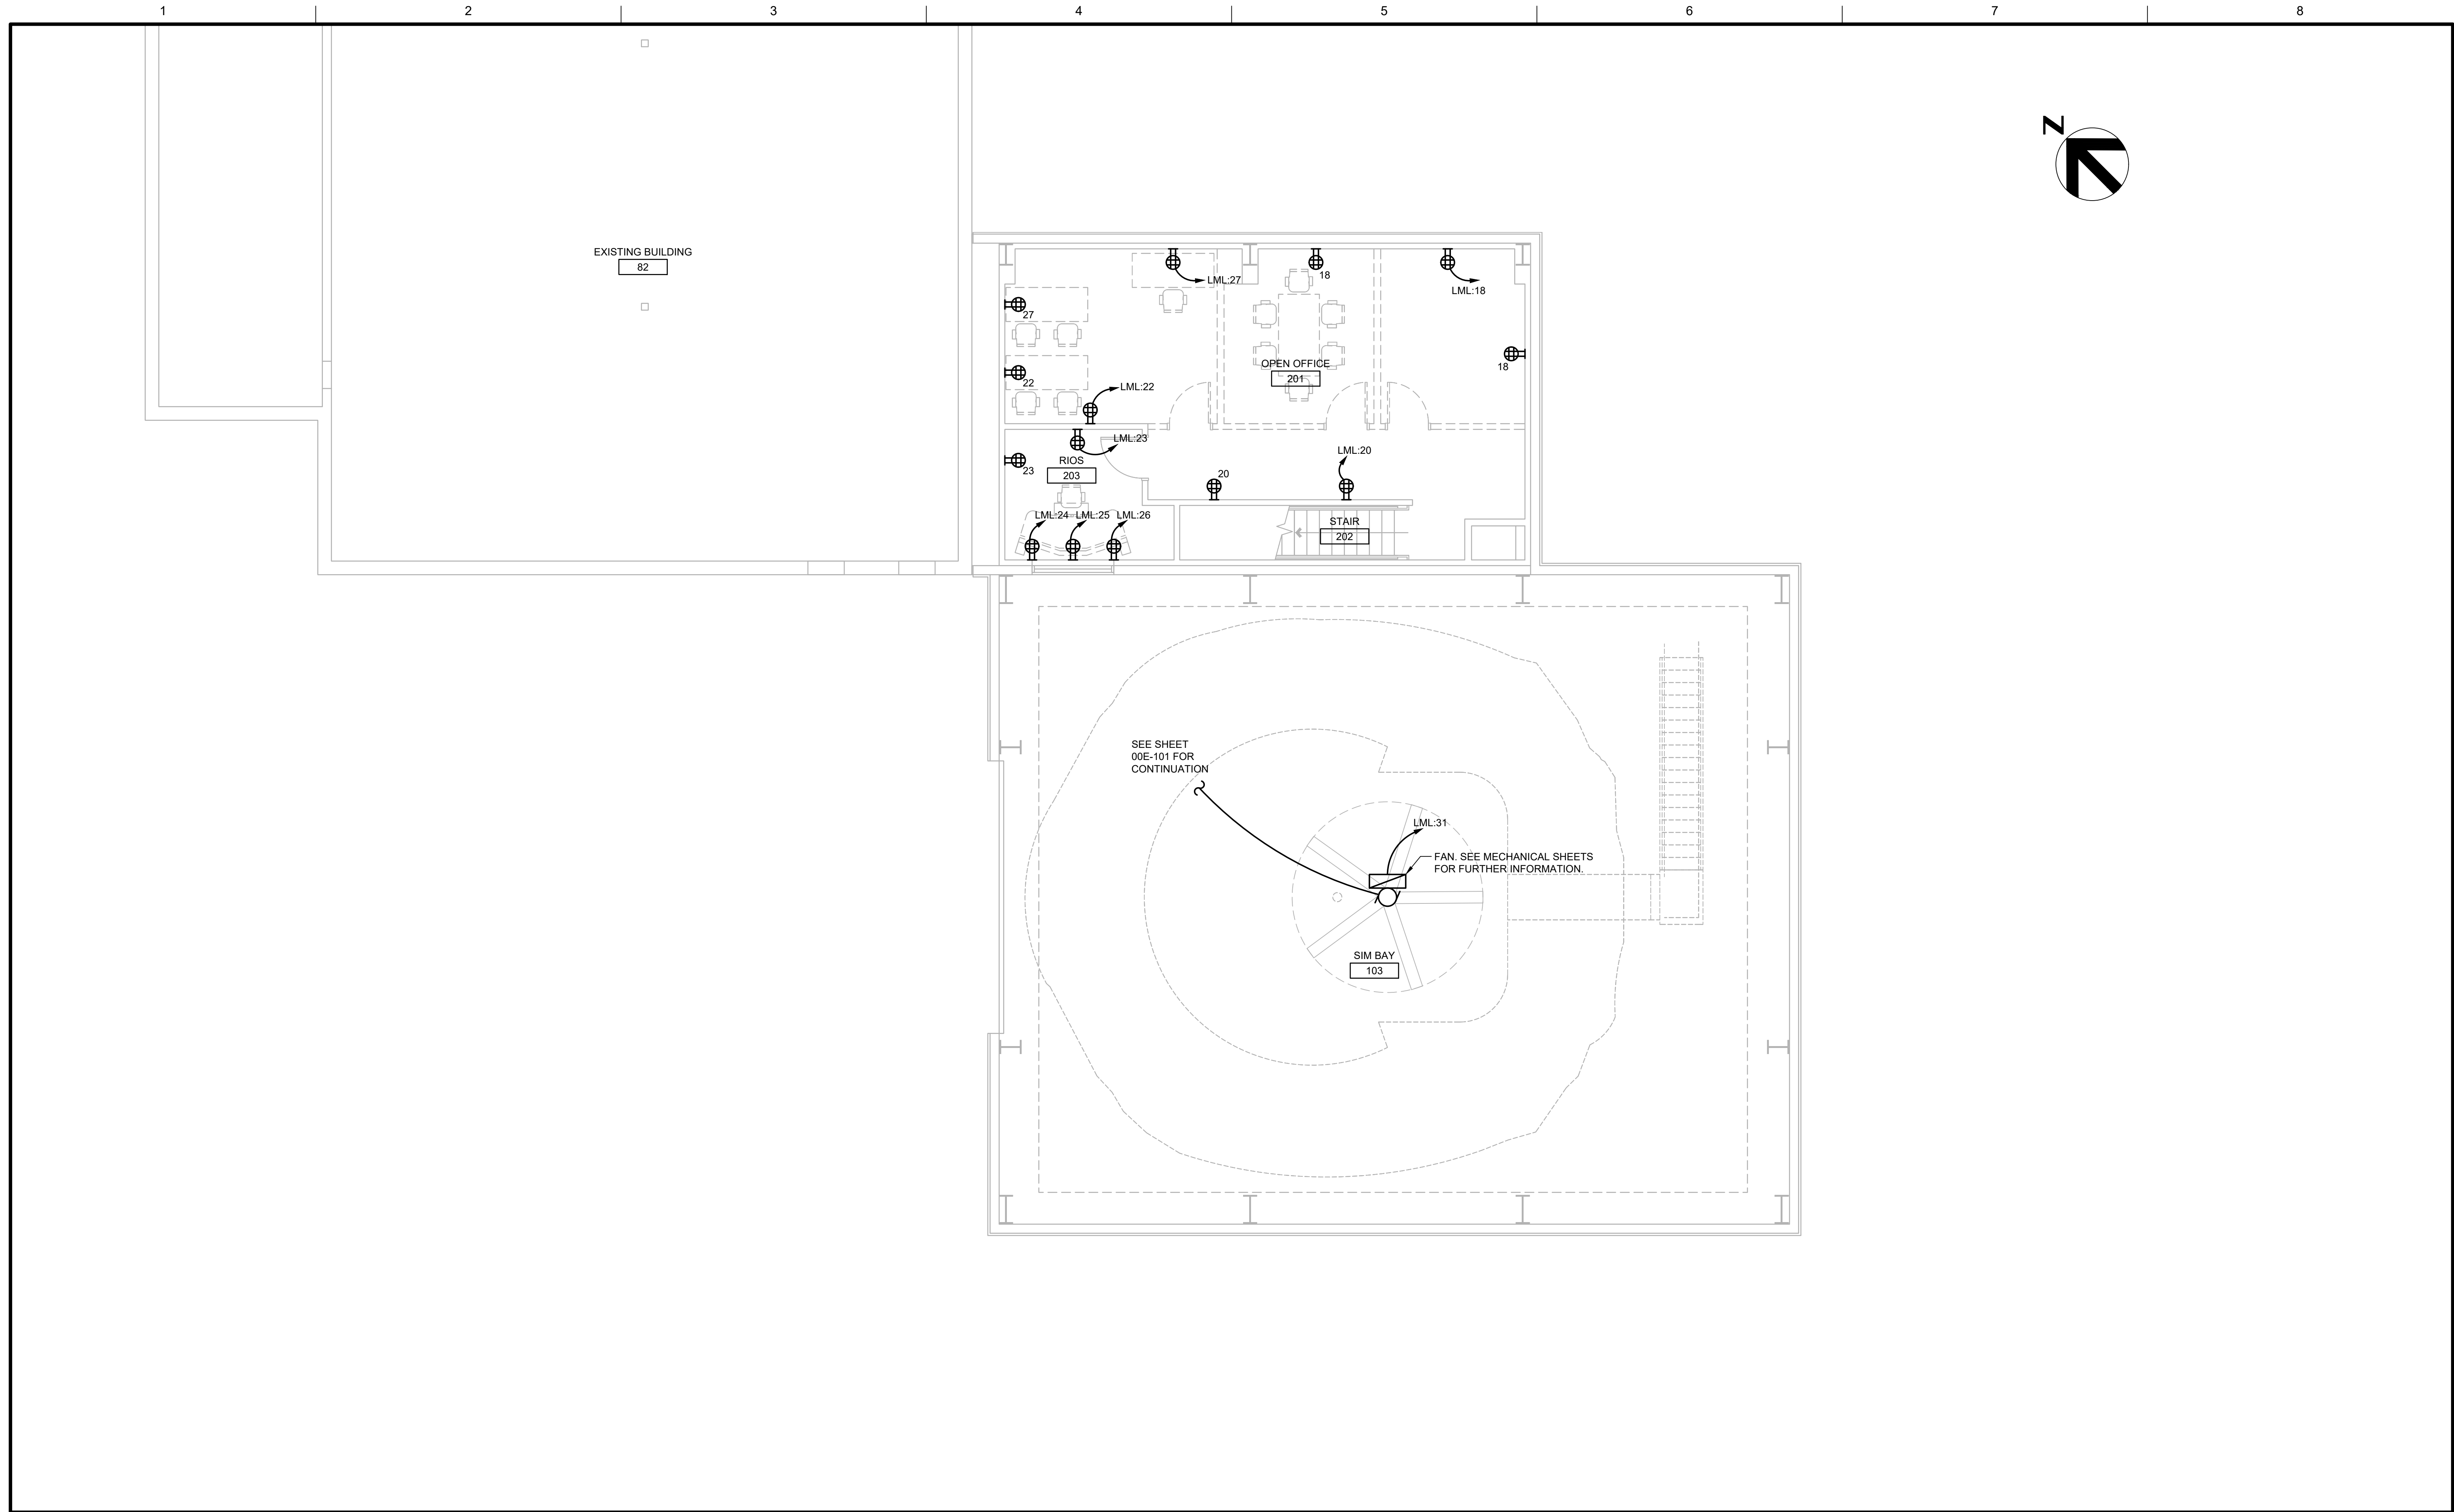 1 2 3 4 5 6 7 8
N
EXISTING BUILDING
82
LML:27
18
LML:18
27
22
LML:22
OPEN OFFICE
201
18
LML:23
RIOS
203
23
20
LML:20
LML:24 LML:25 LML:26
STAIR
202
SEE SHEET
00E-101 FOR
CONTINUATION
LML:31
FAN. SEE MECHANICAL SHEETS
FOR FURTHER INFORMATION.
SIM BAY
103